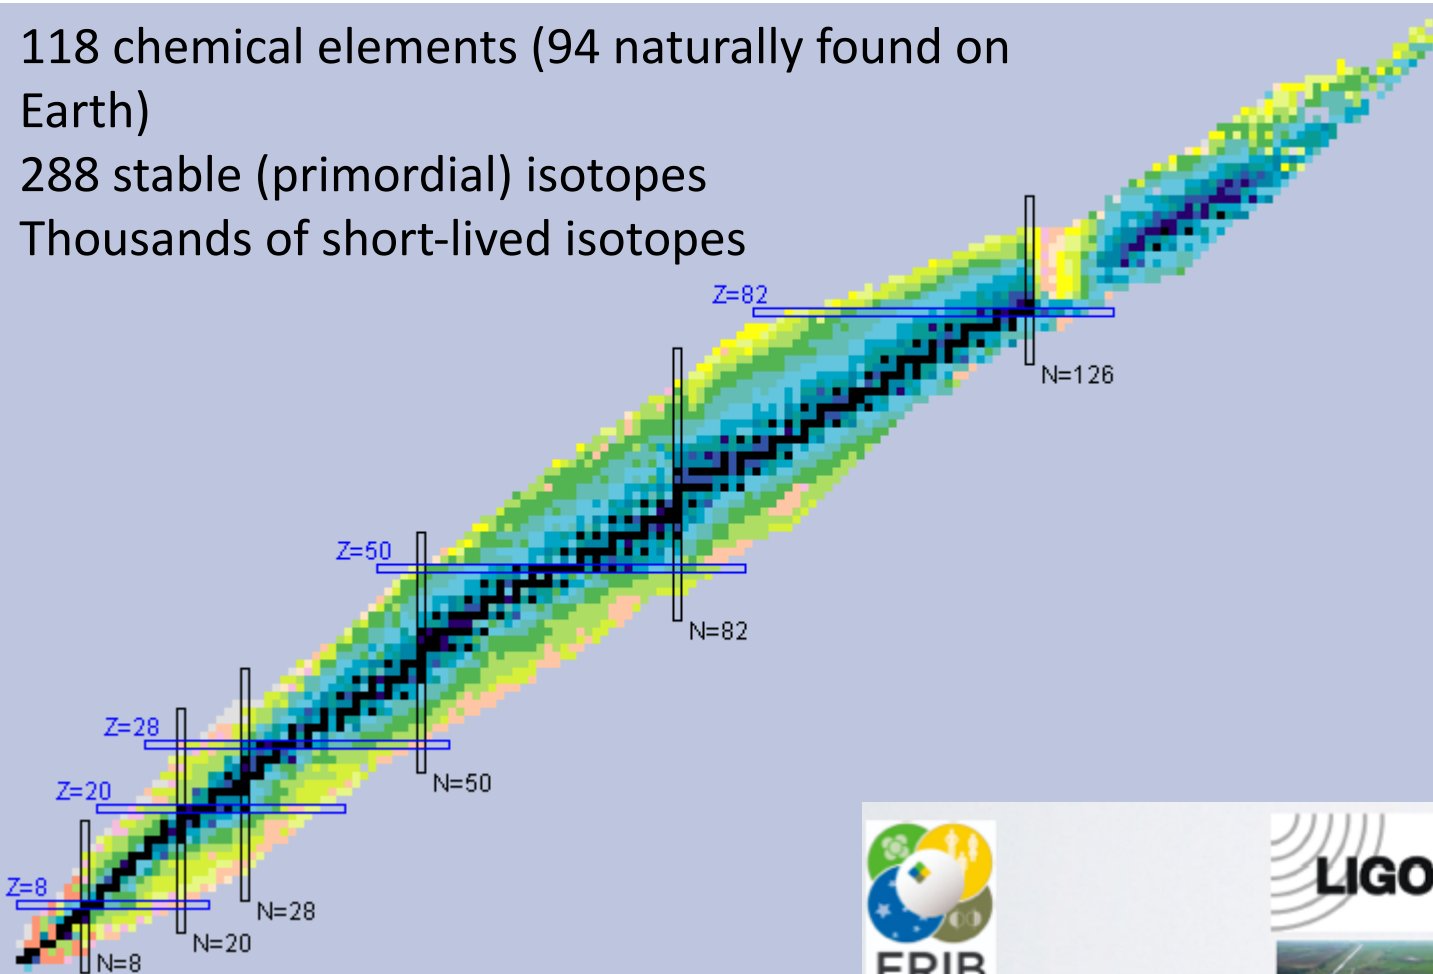 118 chemical elements (94 naturally found on
Earth)
288 stable (primordial) isotopes
Thousands of short-lived isotopes
Z=82
N=126
Z=50
N=82
Z=28
N=50
Z=20
Z=8
N=28
N=20
N=8
LIGO
FRIB